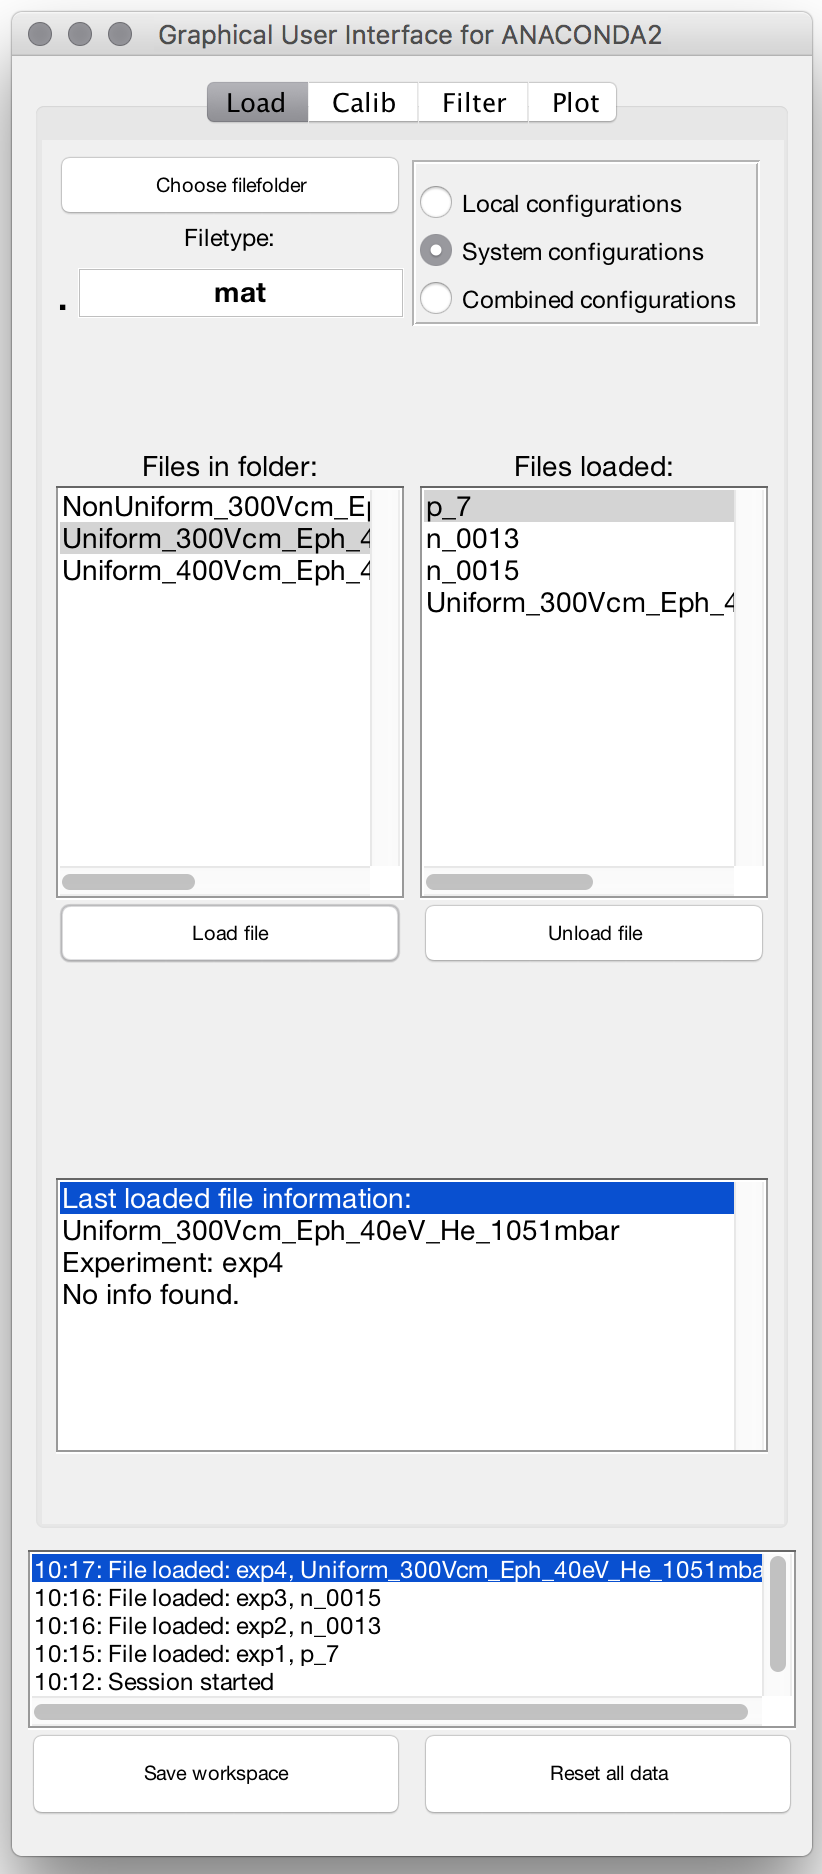 Graphical User Interface for ANACONDA2
Load Calib Filter Plot
Choose filefolder
Filetype:
. mat
Local configurations
System configurations
Combined configurations
Files in folder:
NonUniform_300Vcm_Ep
Uniform_300Vcm_Eph_4
Uniform_400Vcm_Eph_4
Load file
Files loaded:
p_7
n_0013
n_0015
Uniform_300Vcm_Eph_4
Unload file
Last loaded file information:
Uniform_300Vcm_Eph_40eV_He_1051mbar
Experiment: exp4
No info found.
10:17: File loaded: exp4, Uniform_300Vcm_Eph_40eV_He_1051mba
10:16: File loaded: exp3, n_0015
10:16: File loaded: exp2, n_0013
10:15: File loaded: exp1, p_7
10:12: Session started
Save workspace
Reset all data